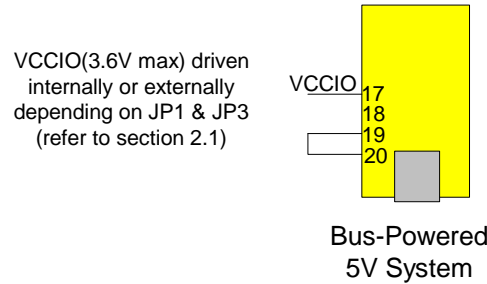 VCCIO(3.6V max) driven
internally or externally
depending on JP1 & JP3
(refer to section 2.1)
VCCIO
17
18
19
20
Bus-Powered
5V System